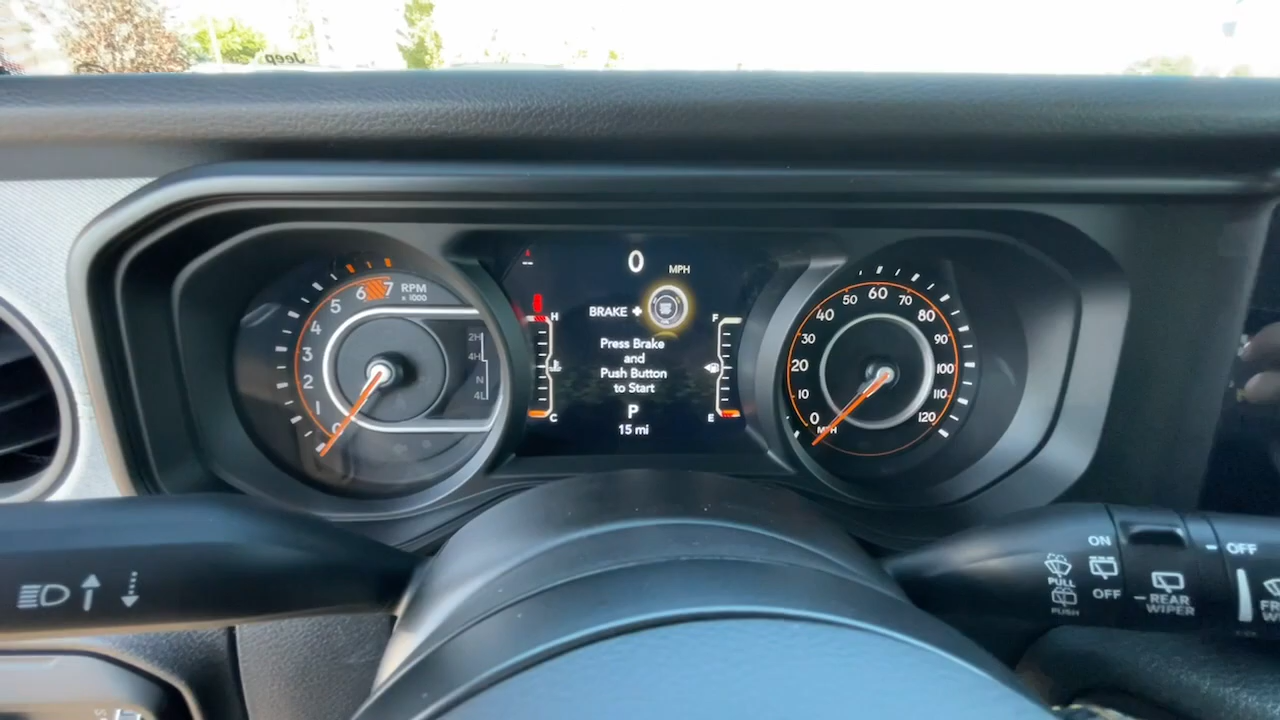 Jeep
0 MPH
BRAKE +
Press Brake
and
Push Button
to Start
P
15 mi
H
C
F
E
RPM
x 1000
0
1
2
3
4
5
6
7
2H
4H
N
4L
0
10
20
30
40
50
60
70
80
90
100
110
120
MPH
ON
OFF
PULL
PUSH
REAR
WIPER
OFF